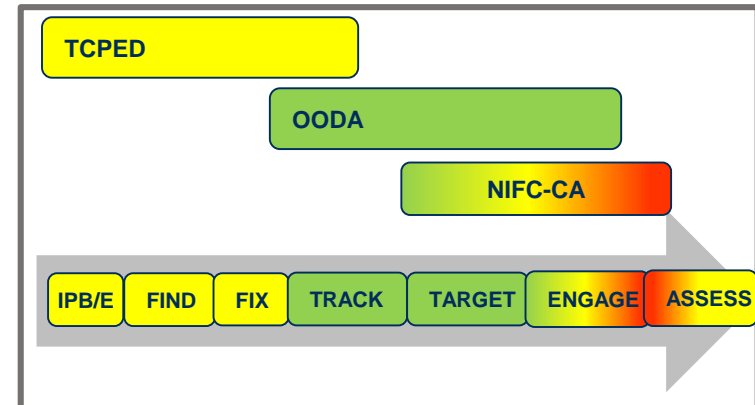 TCPED
OODA
NIFC-CA
IPB/E FIND FIX TRACK TARGET ENGAGE ASSESS